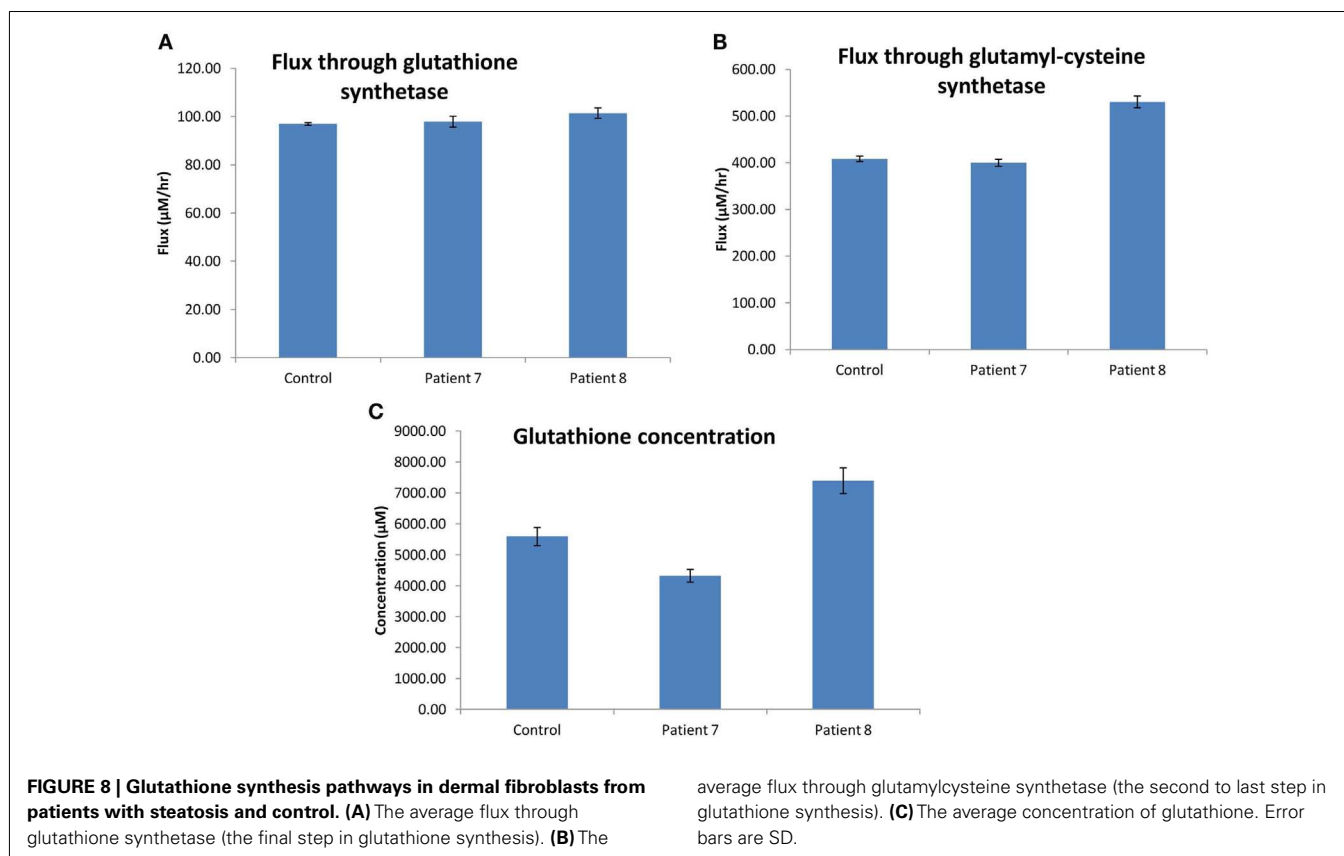 A
Flux through glutathione
synthetase
120.00
100.00
80.00
60.00
40.00
20.00
0.00
Flux (µM/hr)
Control
Patient 7
Patient 8
B
Flux through glutamyl-cysteine
synthetase
600.00
500.00
400.00
300.00
200.00
100.00
0.00
Flux (µM/hr)
Control
Patient 7
Patient 8
C
Glutathione concentration
9000.00
8000.00
7000.00
6000.00
5000.00
4000.00
3000.00
2000.00
1000.00
0.00
Concentration (µM)
Control
Patient 7
Patient 8
FIGURE 8 | Glutathione synthesis pathways in dermal fibroblasts from
patients with steatosis and control. (A) The average flux through
glutathione synthetase (the final step in glutathione synthesis). (B) The
average flux through glutamylcysteine synthetase (the second to last step in
glutathione synthesis). (C) The average concentration of glutathione. Error
bars are SD.